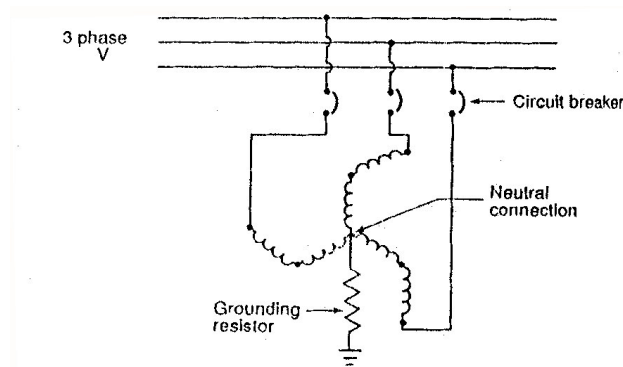 3 phase
V
Circuit breaker
Neutral
connection
Grounding
resistor